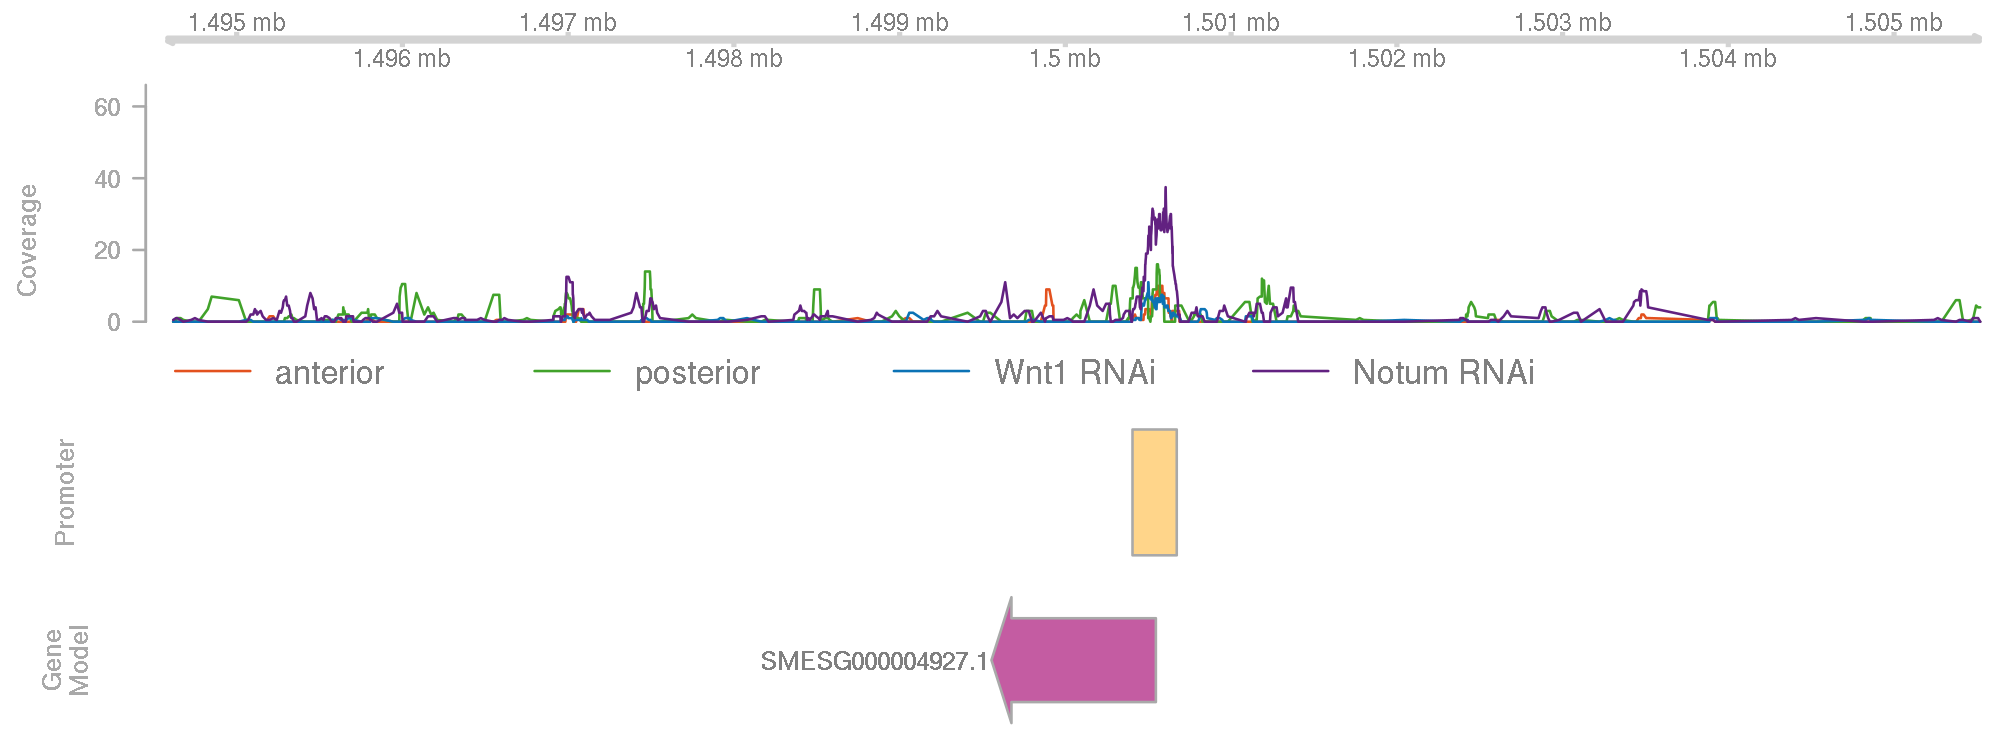 1.495 mb 1.497 mb 1.499 mb 1.501 mb 1.503 mb 1.505 mb
1.496 mb 1.498 mb 1.5 mb 1.502 mb 1.504 mb
Coverage
60
40
20
0
anterior posterior Wnt1 RNAi Notum RNAi
Promoter
Gene
Model
SMESG000004927.1